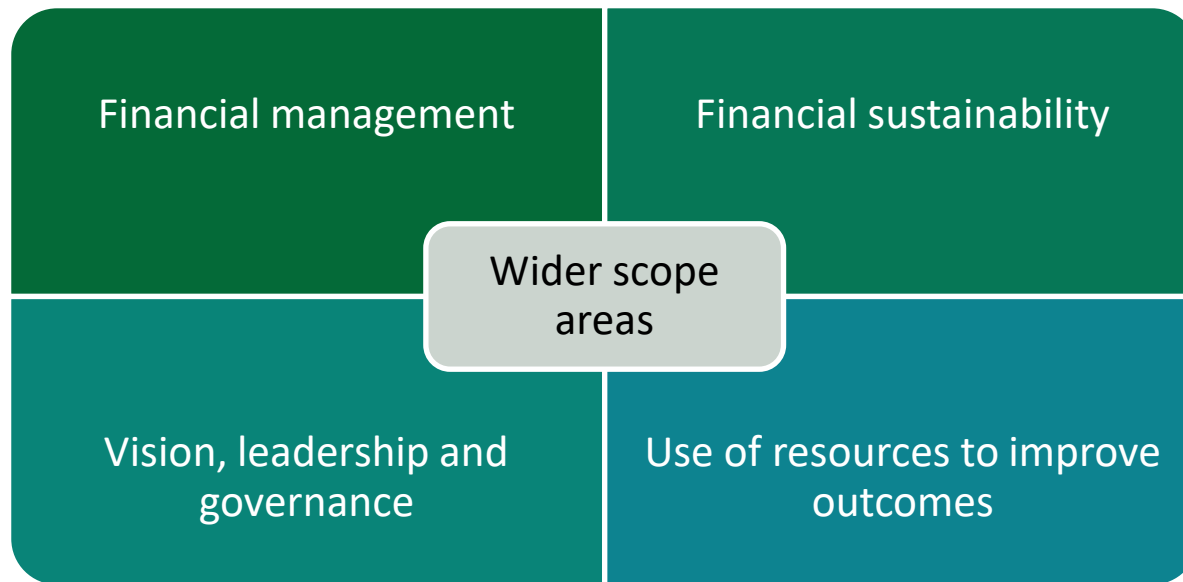 Financial management
Financial sustainability
Wider scope
areas
Vision, leadership and
governance
Use of resources to improve
outcomes